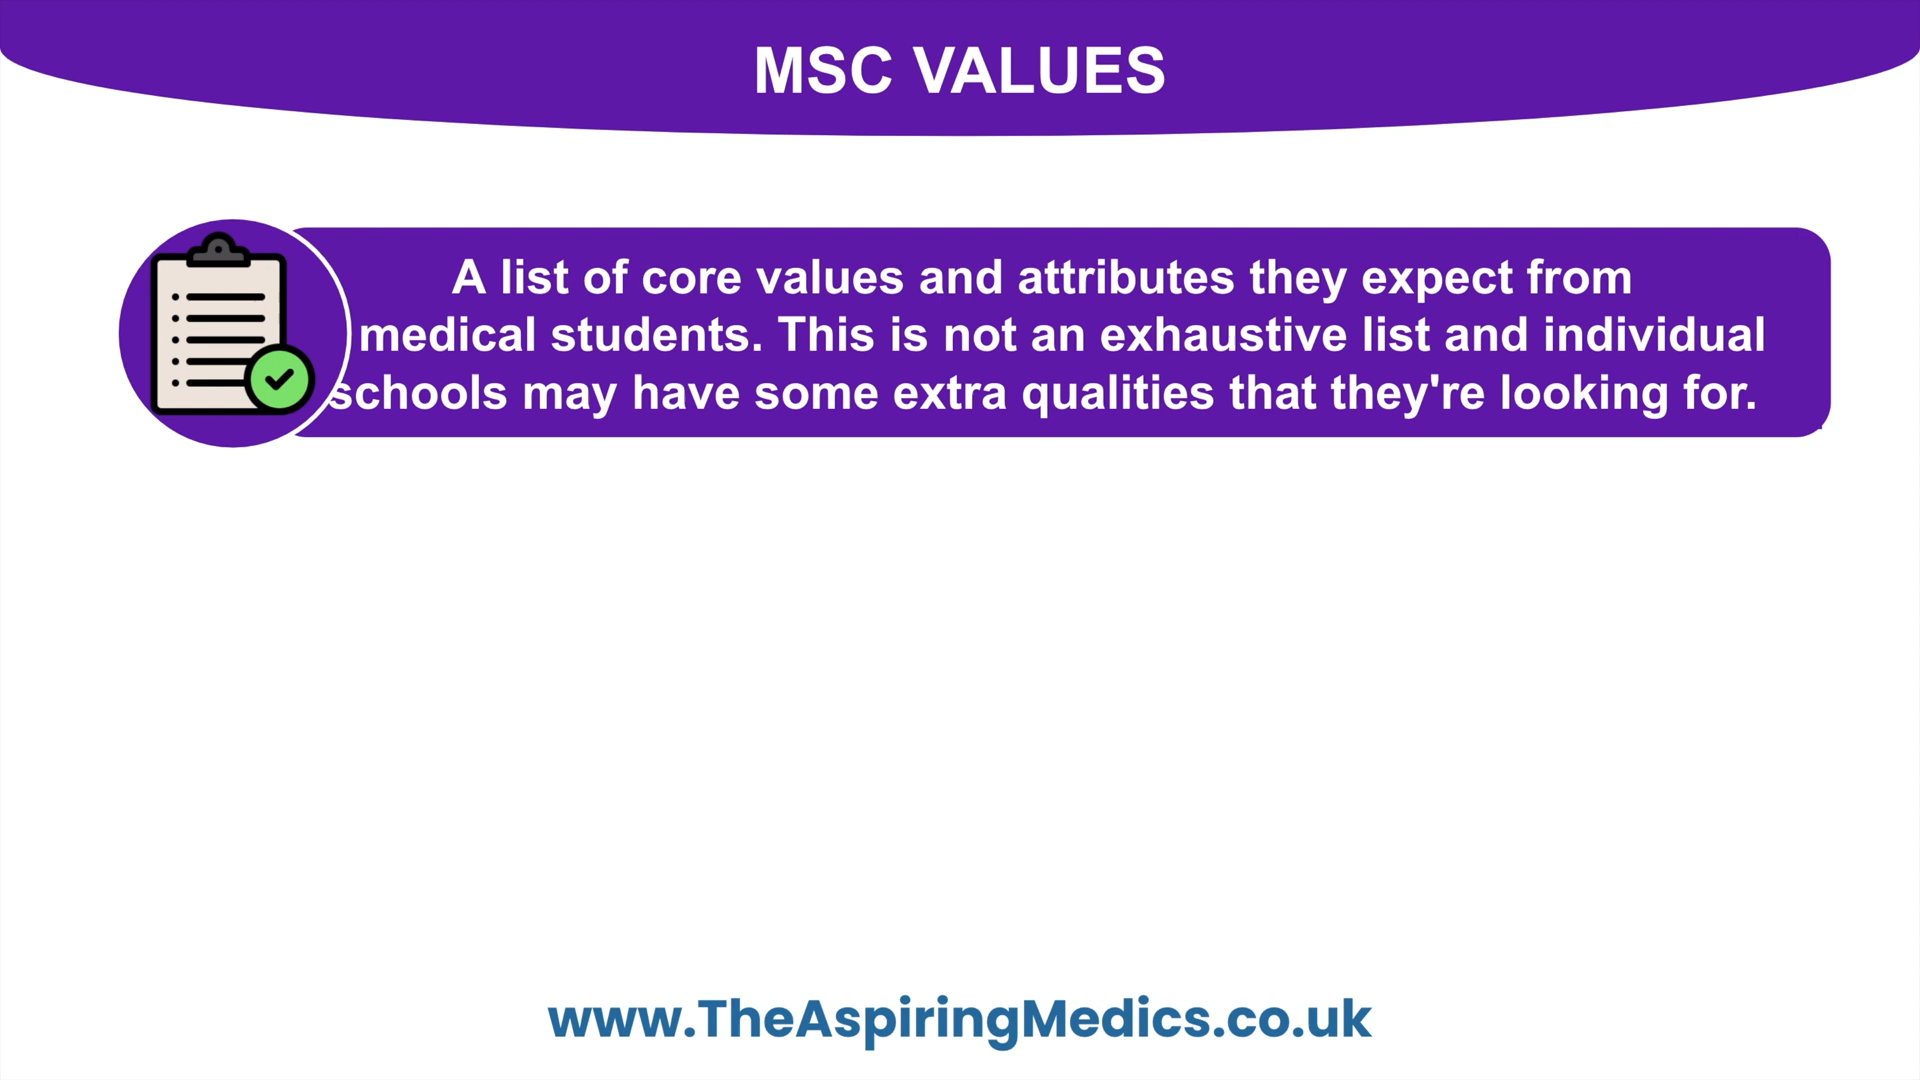 MSC VALUES
A list of core values and attributes they expect from
medical students. This is not an exhaustive list and individual
schools may have some extra qualities that they're looking for.
www.TheAspiringMedics.co.uk